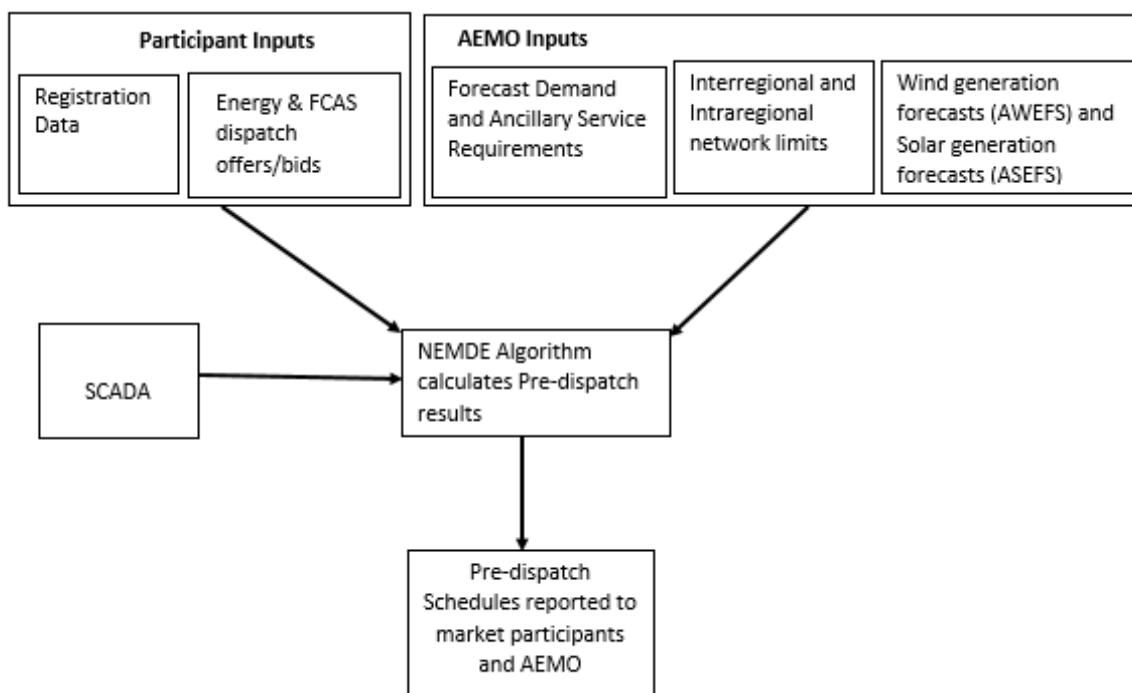 Participant Inputs
Registration
Data
Energy & FCAS
dispatch
offers/bids
AEMO Inputs
Forecast Demand
and Ancillary Service
Requirements
Interregional and
Intraregional
network limits
Wind generation
forecasts (AWEFS) and
Solar generation
forecasts (ASEFS)
SCADA
NEMDE Algorithm
calculates Pre-dispatch
results
Pre-dispatch
Schedules reported to
market participants
and AEMO